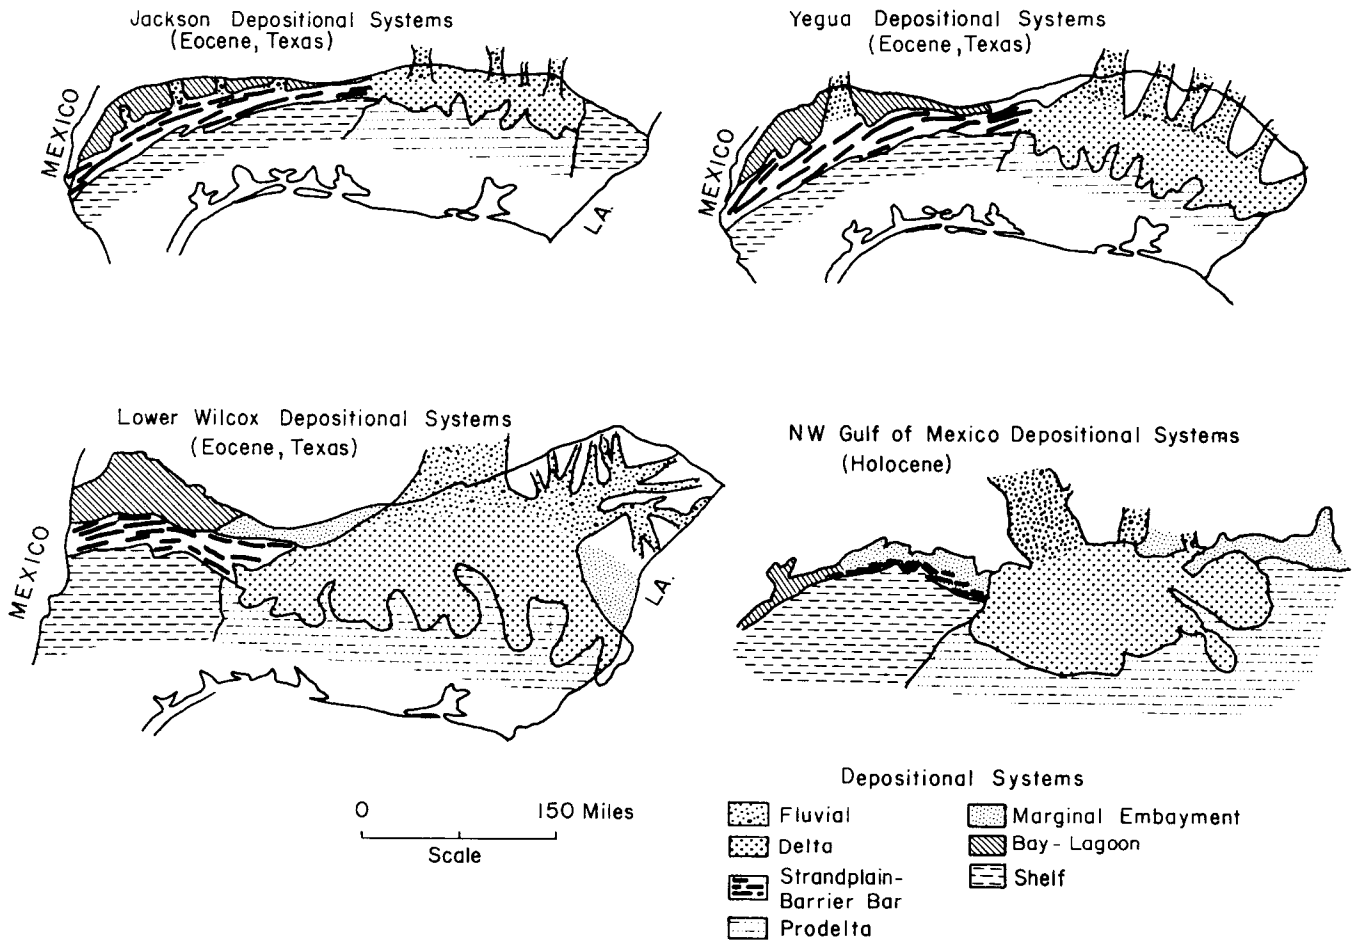 Jackson Depositional Systems
(Eocene, Texas)
MEXICO
LA.
Yegua Depositional Systems
(Eocene, Texas)
MEXICO
Lower Wilcox Depositional Systems
(Eocene, Texas)
MEXICO
LA.
NW Gulf of Mexico Depositional Systems
(Holocene)
0 150 Miles
Scale
Depositional Systems
Fluvial
Delta
Strandplain-
Barrier Bar
Prodelta
Marginal Embayment
Bay-Lagoon
Shelf